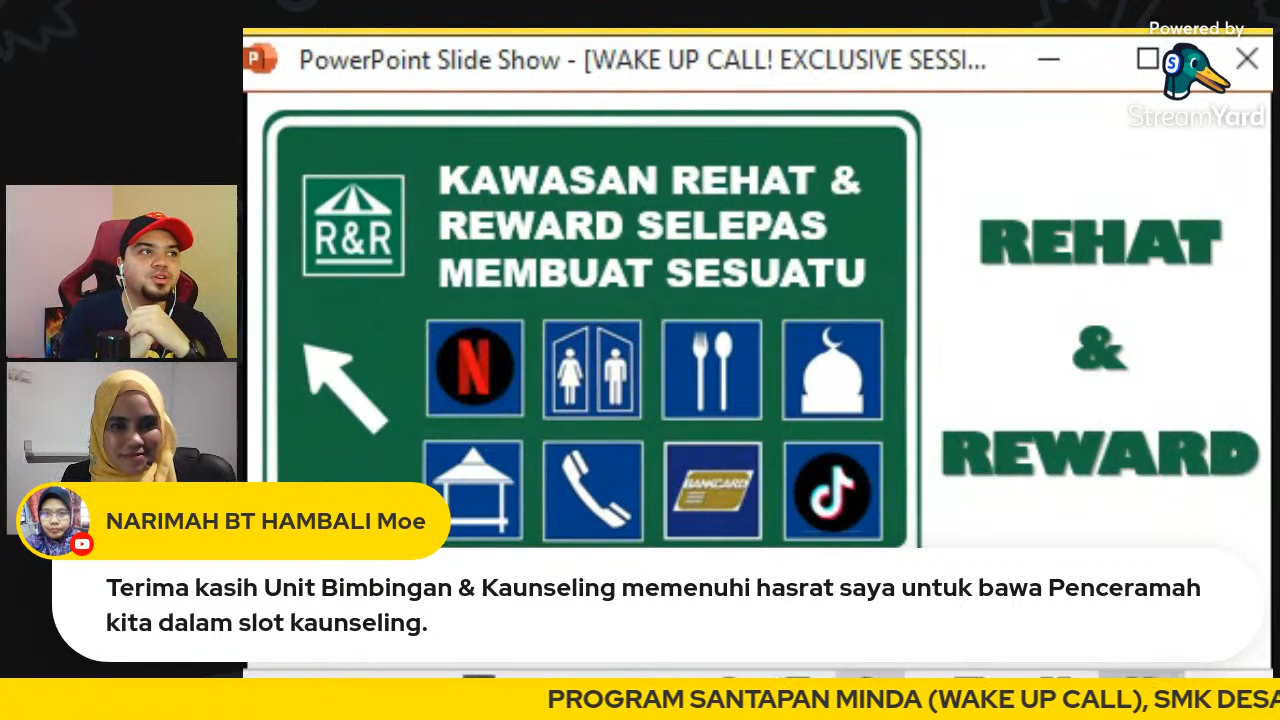 Powered by
StreamYard
PowerPoint Slide Show - [WAKE UP CALL! EXCLUSIVE SESSI...
R&R
KAWASAN REHAT &
REWARD SELEPAS
MEMBUAT SESUATU
N
BANKCARD
REHAT
&
REWARD
NARIMAH BT HAMBALI Moe
Terima kasih Unit Bimbingan & Kaunseling memenuhi hasrat saya untuk bawa Penceramah
kita dalam slot kaunseling.
PROGRAM SANTAPAN MINDA (WAKE UP CALL), SMK DESA